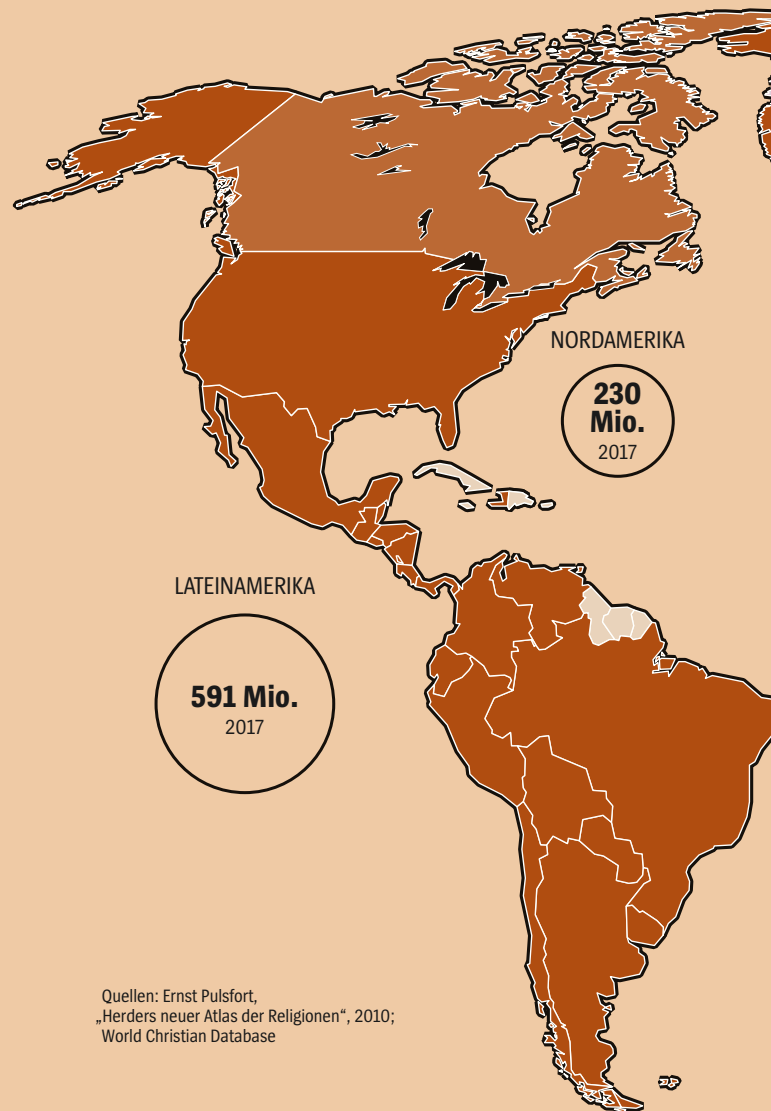 NORDAMERIKA
230
Mio.
2017
LATEINAMERIKA
591 Mio.
2017
Quellen: Ernst Pulsfort,
„Herders neuer Atlas der Religionen“, 2010;
World Christian Database